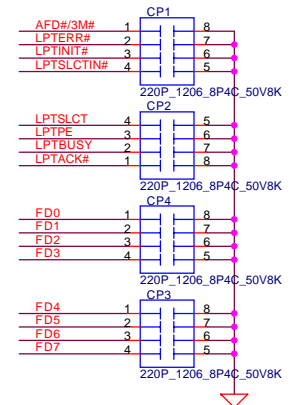 CP1
AFD#/3M# 1 8
LPTERR# 2 7
LPTINIT# 3 6
LPTSLCTIN# 4 5
220P_1206_8P4C_50V8K
CP2
LPTSLCT 4 5
LPTPE 3 6
LPTBUSY 2 7
LPTACK# 1 8
220P_1206_8P4C_50V8K
CP4
FD0 1 8
FD1 2 7
FD2 3 6
FD3 4 5
220P_1206_8P4C_50V8K
CP3
FD4 1 8
FD5 2 7
FD6 3 6
FD7 4 5
220P_1206_8P4C_50V8K